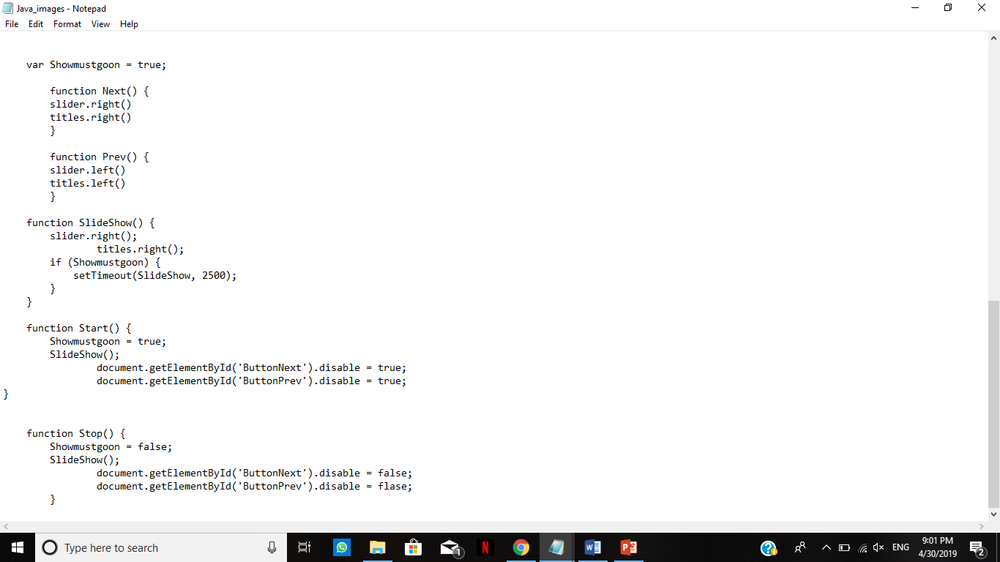 Java_images - Notepad
File Edit Format View Help
var Showmustgoon = true;
function Next() {
slider.right()
titles.right()
}
function Prev() {
slider.left()
titles.left()
}
function SlideShow() {
slider.right();
titles.right();
if (Showmustgoon) {
setTimeout(SlideShow, 2500);
}
}
function Start() {
Showmustgoon = true;
SlideShow();
document.getElementById('ButtonNext').disable = true;
document.getElementById('ButtonPrev').disable = true;
}
function Stop() {
Showmustgoon = false;
SlideShow();
document.getElementById('ButtonNext').disable = false;
document.getElementById('ButtonPrev').disable = flase;
}
Type here to search
1
N
W
P
ENG
9:01 PM
4/30/2019
2